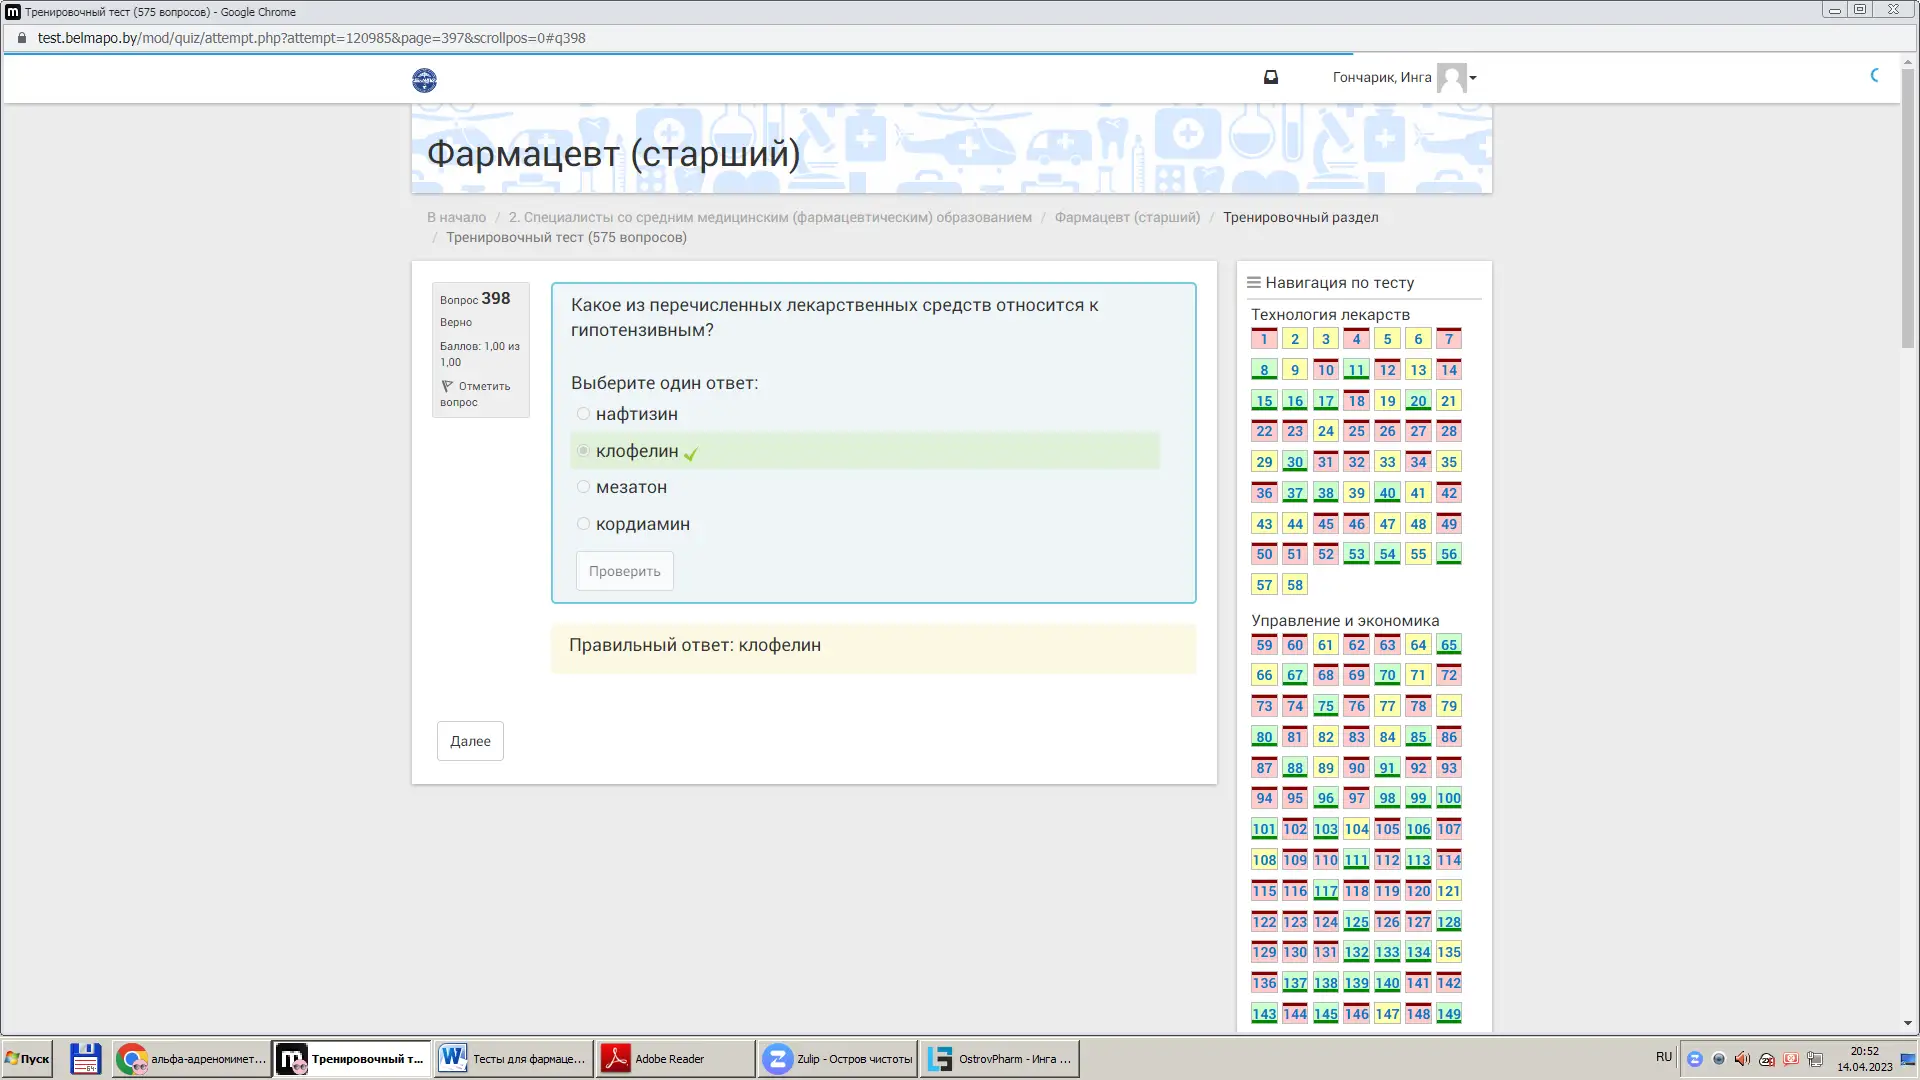 Тренировочный тест (575 вопросов) - Google Chrome
test.belmapo.by/mod/quiz/attempt.php?attempt=120985&page=397&scrollpos=0#q398
Гончарик, Инга
Фармацевт (старший)
В начало / 2. Специалисты со средним медицинским (фармацевтическим) образованием / Фармацевт (старший) / Тренировочный раздел
/ Тренировочный тест (575 вопросов)
Вопрос 398
Верно
Баллов: 1,00 из
1,00
Отметить
вопрос
Какое из перечисленных лекарственных средств относится к
гипотензивным?
Выберите один ответ:
нафтизин
клофелин
мезатон
кордиамин
Проверить
Правильный ответ: клофелин
Далее
Навигация по тесту
Технология лекарств
1 2 3 4 5 6 7
8 9 10 11 12 13 14
15 16 17 18 19 20 21
22 23 24 25 26 27 28
29 30 31 32 33 34 35
36 37 38 39 40 41 42
43 44 45 46 47 48 49
50 51 52 53 54 55 56
57 58
Управление и экономика
59 60 61 62 63 64 65
66 67 68 69 70 71 72
73 74 75 76 77 78 79
80 81 82 83 84 85 86
87 88 89 90 91 92 93
94 95 96 97 98 99 100
101 102 103 104 105 106 107
108 109 110 111 112 113 114
115 116 117 118 119 120 121
122 123 124 125 126 127 128
129 130 131 132 133 134 135
136 137 138 139 140 141 142
143 144 145 146 147 148 149
Пуск
альфа-адреномимет...
Тренировочный т...
Тесты для фармаце...
Adobe Reader
Zulip - Остров чистоты
OstrovPharm - Инга ...
RU
20:52
14.04.2023